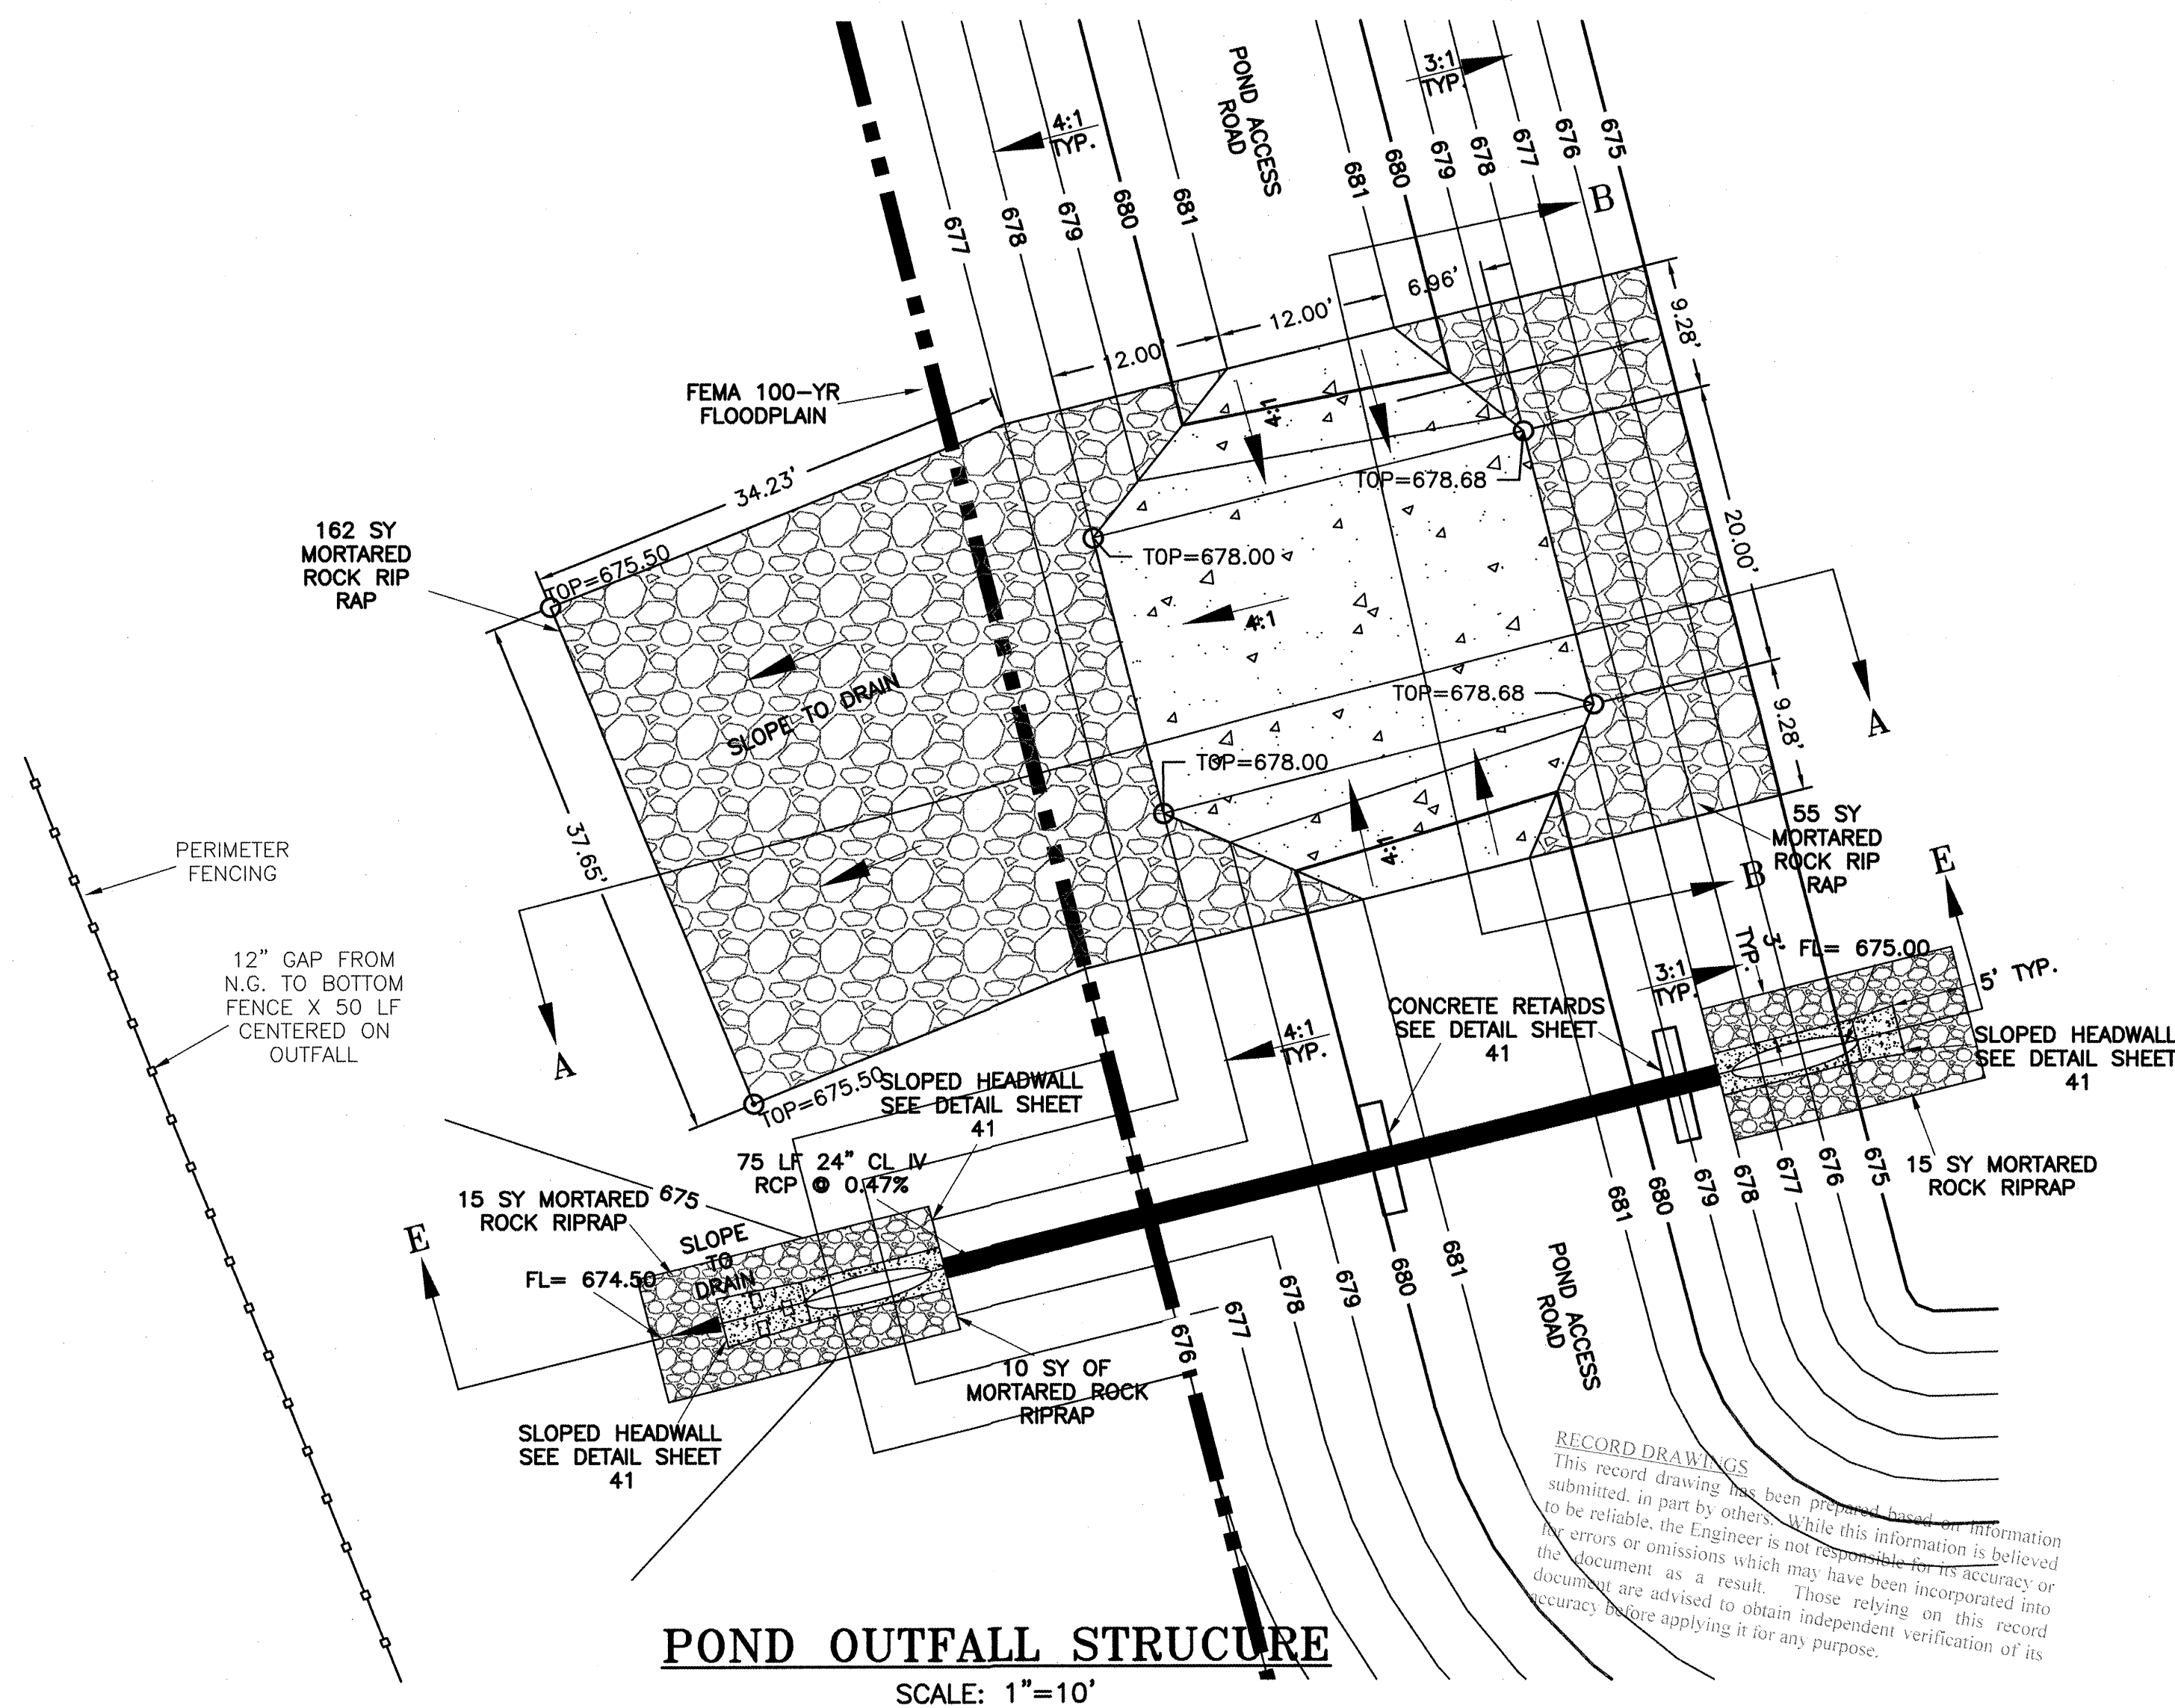 POND ACCESS
ROAD
3:1
TYP.
4:1
TYP.
677
678
679
680
681
681
680
679
678
677
676
675
B
6.96'
12.00'
12.00'
9.28'
FEMA 100-YR
FLOODPLAIN
34.23'
4:1
TOP=678.68
162 SY
MORTARED
ROCK RIP
RAP
TOP=675.50
TOP=678.00
20.00'
4:1
SLOPE TO DRAIN
TOP=678.68
A
9.28'
TOP=678.00
37.65'
4:1
PERIMETER
FENCING
55 SY
MORTARED
ROCK RIP
RAP
B
E
12" GAP FROM
N.G. TO BOTTOM
FENCE X 50 LF
CENTERED ON
OUTFALL
3'
TYP.
FL= 675.00
3:1
TYP.
5' TYP.
A
4:1
TYP.
CONCRETE RETARDS
SEE DETAIL SHEET
41
SLOPED HEADWALL
SEE DETAIL SHEET
41
TOP=675.50
SLOPED HEADWALL
SEE DETAIL SHEET
41
75 LF 24" CL IV
RCP @ 0.47%
15 SY MORTARED
ROCK RIPRAP
15 SY MORTARED
ROCK RIPRAP
675
681
680
679
678
677
676
675
E
SLOPE
TO
DRAIN
FL= 674.50
676
677
678
679
680
681
POND ACCESS
ROAD
10 SY OF
MORTARED ROCK
RIPRAP
SLOPED HEADWALL
SEE DETAIL SHEET
41
RECORD DRAWINGS
This record drawing has been prepared based on information
submitted, in part by others. While this information is believed
to be reliable, the Engineer is not responsible for its accuracy or
for errors or omissions which may have been incorporated into
the document as a result. Those relying on this record
document are advised to obtain independent verification of its
accuracy before applying it for any purpose.
POND OUTFALL STRUCURE
SCALE: 1"=10'